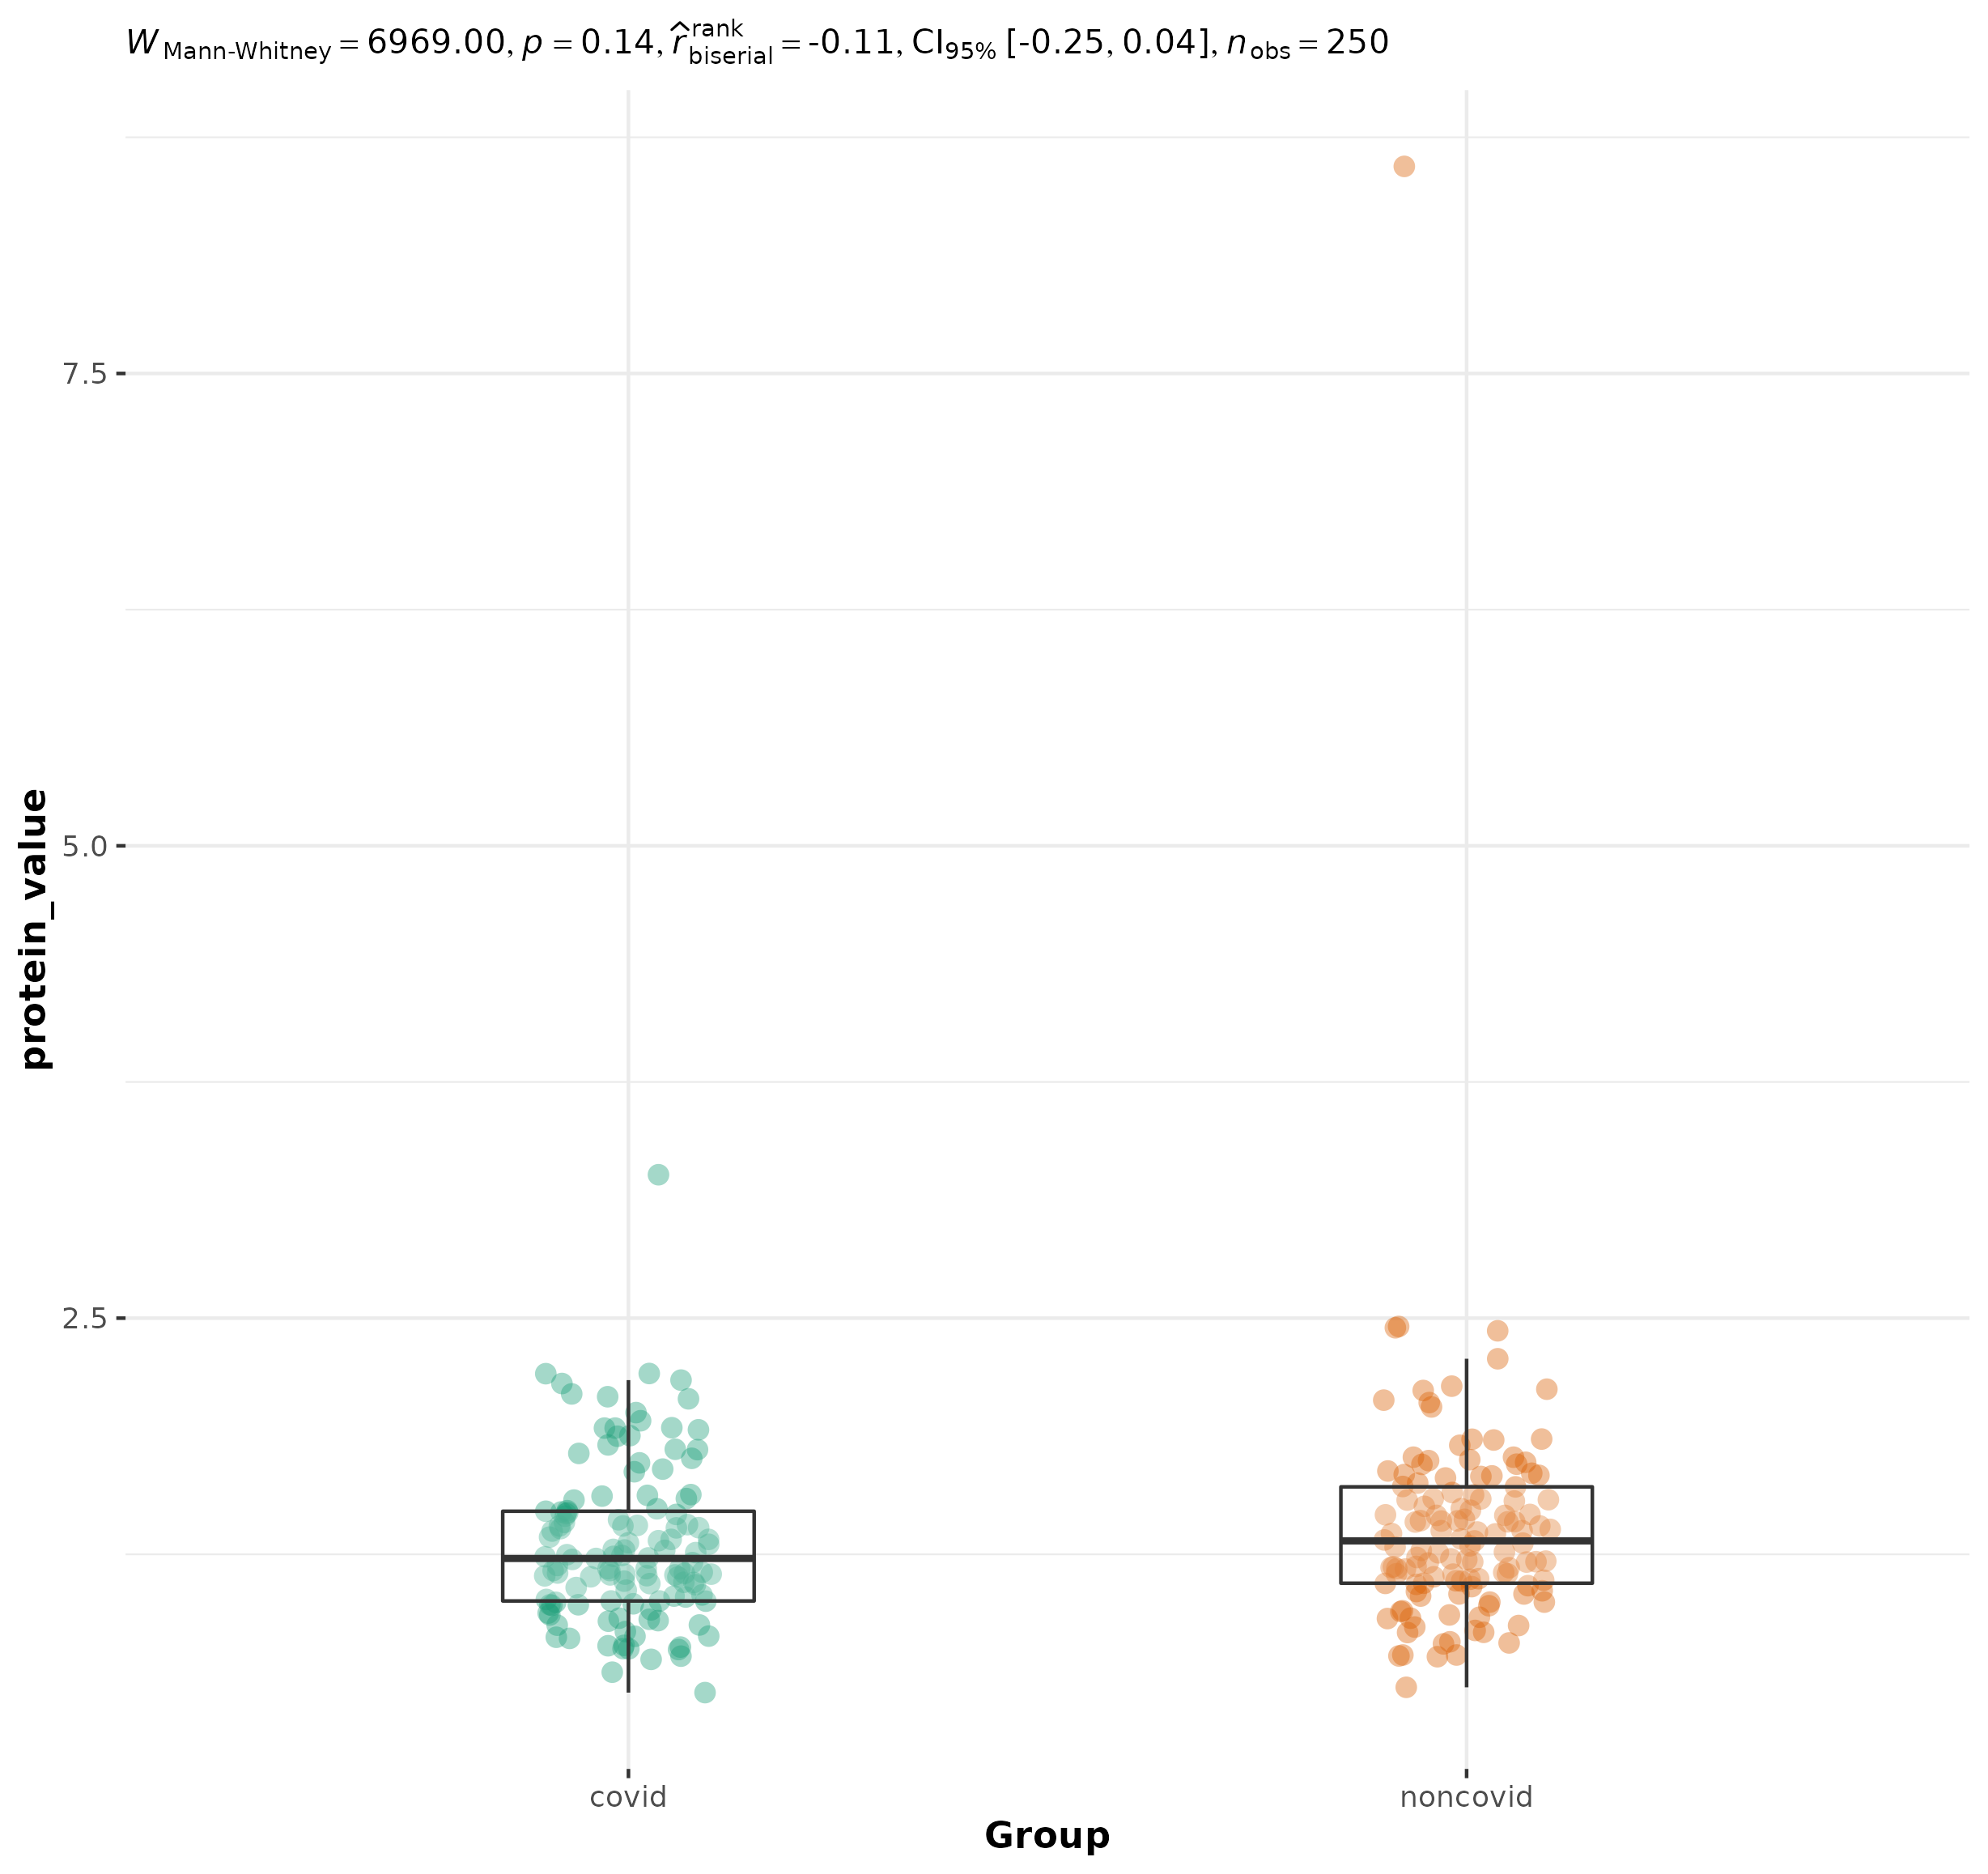 W Mann-Whitney = 6969.00, p = 0.14, r̂ rank biserial = -0.11, CI95% [-0.25, 0.04], nobs = 250
7.5
5.0
2.5
protein_value
covid noncovid
Group